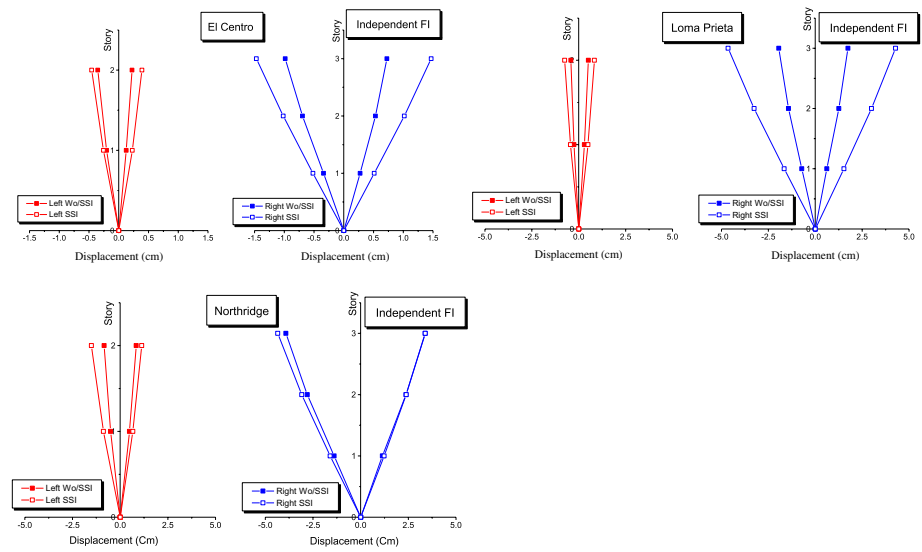 El Centro
Independent FI
Story
2
1
0
Left Wo/SSI
Left SSI
-1.5 -1.0 -0.5 0.0 0.5 1.0 1.5
Displacement (cm)
Story
3
2
1
0
Right Wo/SSI
Right SSI
-1.5 -1.0 -0.5 0.0 0.5 1.0 1.5
Displacement (cm)
Loma Prieta
Independent FI
Story
Left Wo/SSI
Left SSI
-5.0 -2.5 0.0 2.5 5.0
Displacement (cm)
Story
3
2
1
0
Right Wo/SSI
Right SSI
-5.0 -2.5 0.0 2.5 5.0
Displacement (cm)
Northridge
Independent FI
Story
2
1
0
Left Wo/SSI
Left SSI
-5.0 -2.5 0.0 2.5 5.0
Displacement (Cm)
Story
3
2
1
0
Right Wo/SSI
Right SSI
-5.0 -2.5 0.0 2.5 5.0
Displacement (Cm)